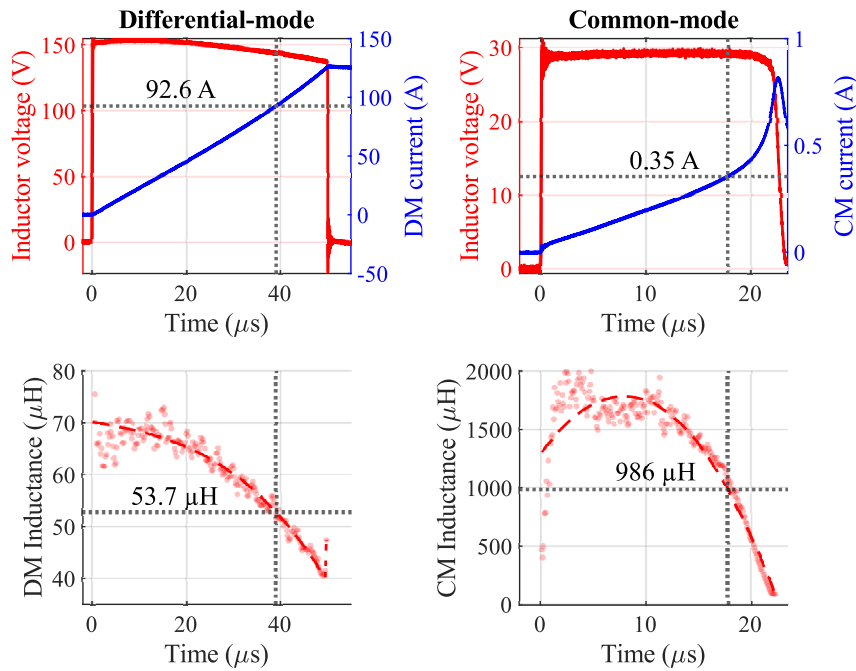 Differential-mode
150
100
50
0
Inductor voltage (V)
92.6 A
150
100
50
0
-50
DM current (A)
0
20
40
Time (µs)
Common-mode
30
20
10
0
Inductor voltage (V)
0.35 A
1
0.5
0
CM current (A)
0
10
20
Time (µs)
80
70
60
50
40
DM Inductance (µH)
53.7 µH
0
20
40
Time (µs)
2000
1500
1000
500
0
CM Inductance (µH)
986 µH
0
10
20
Time (µs)